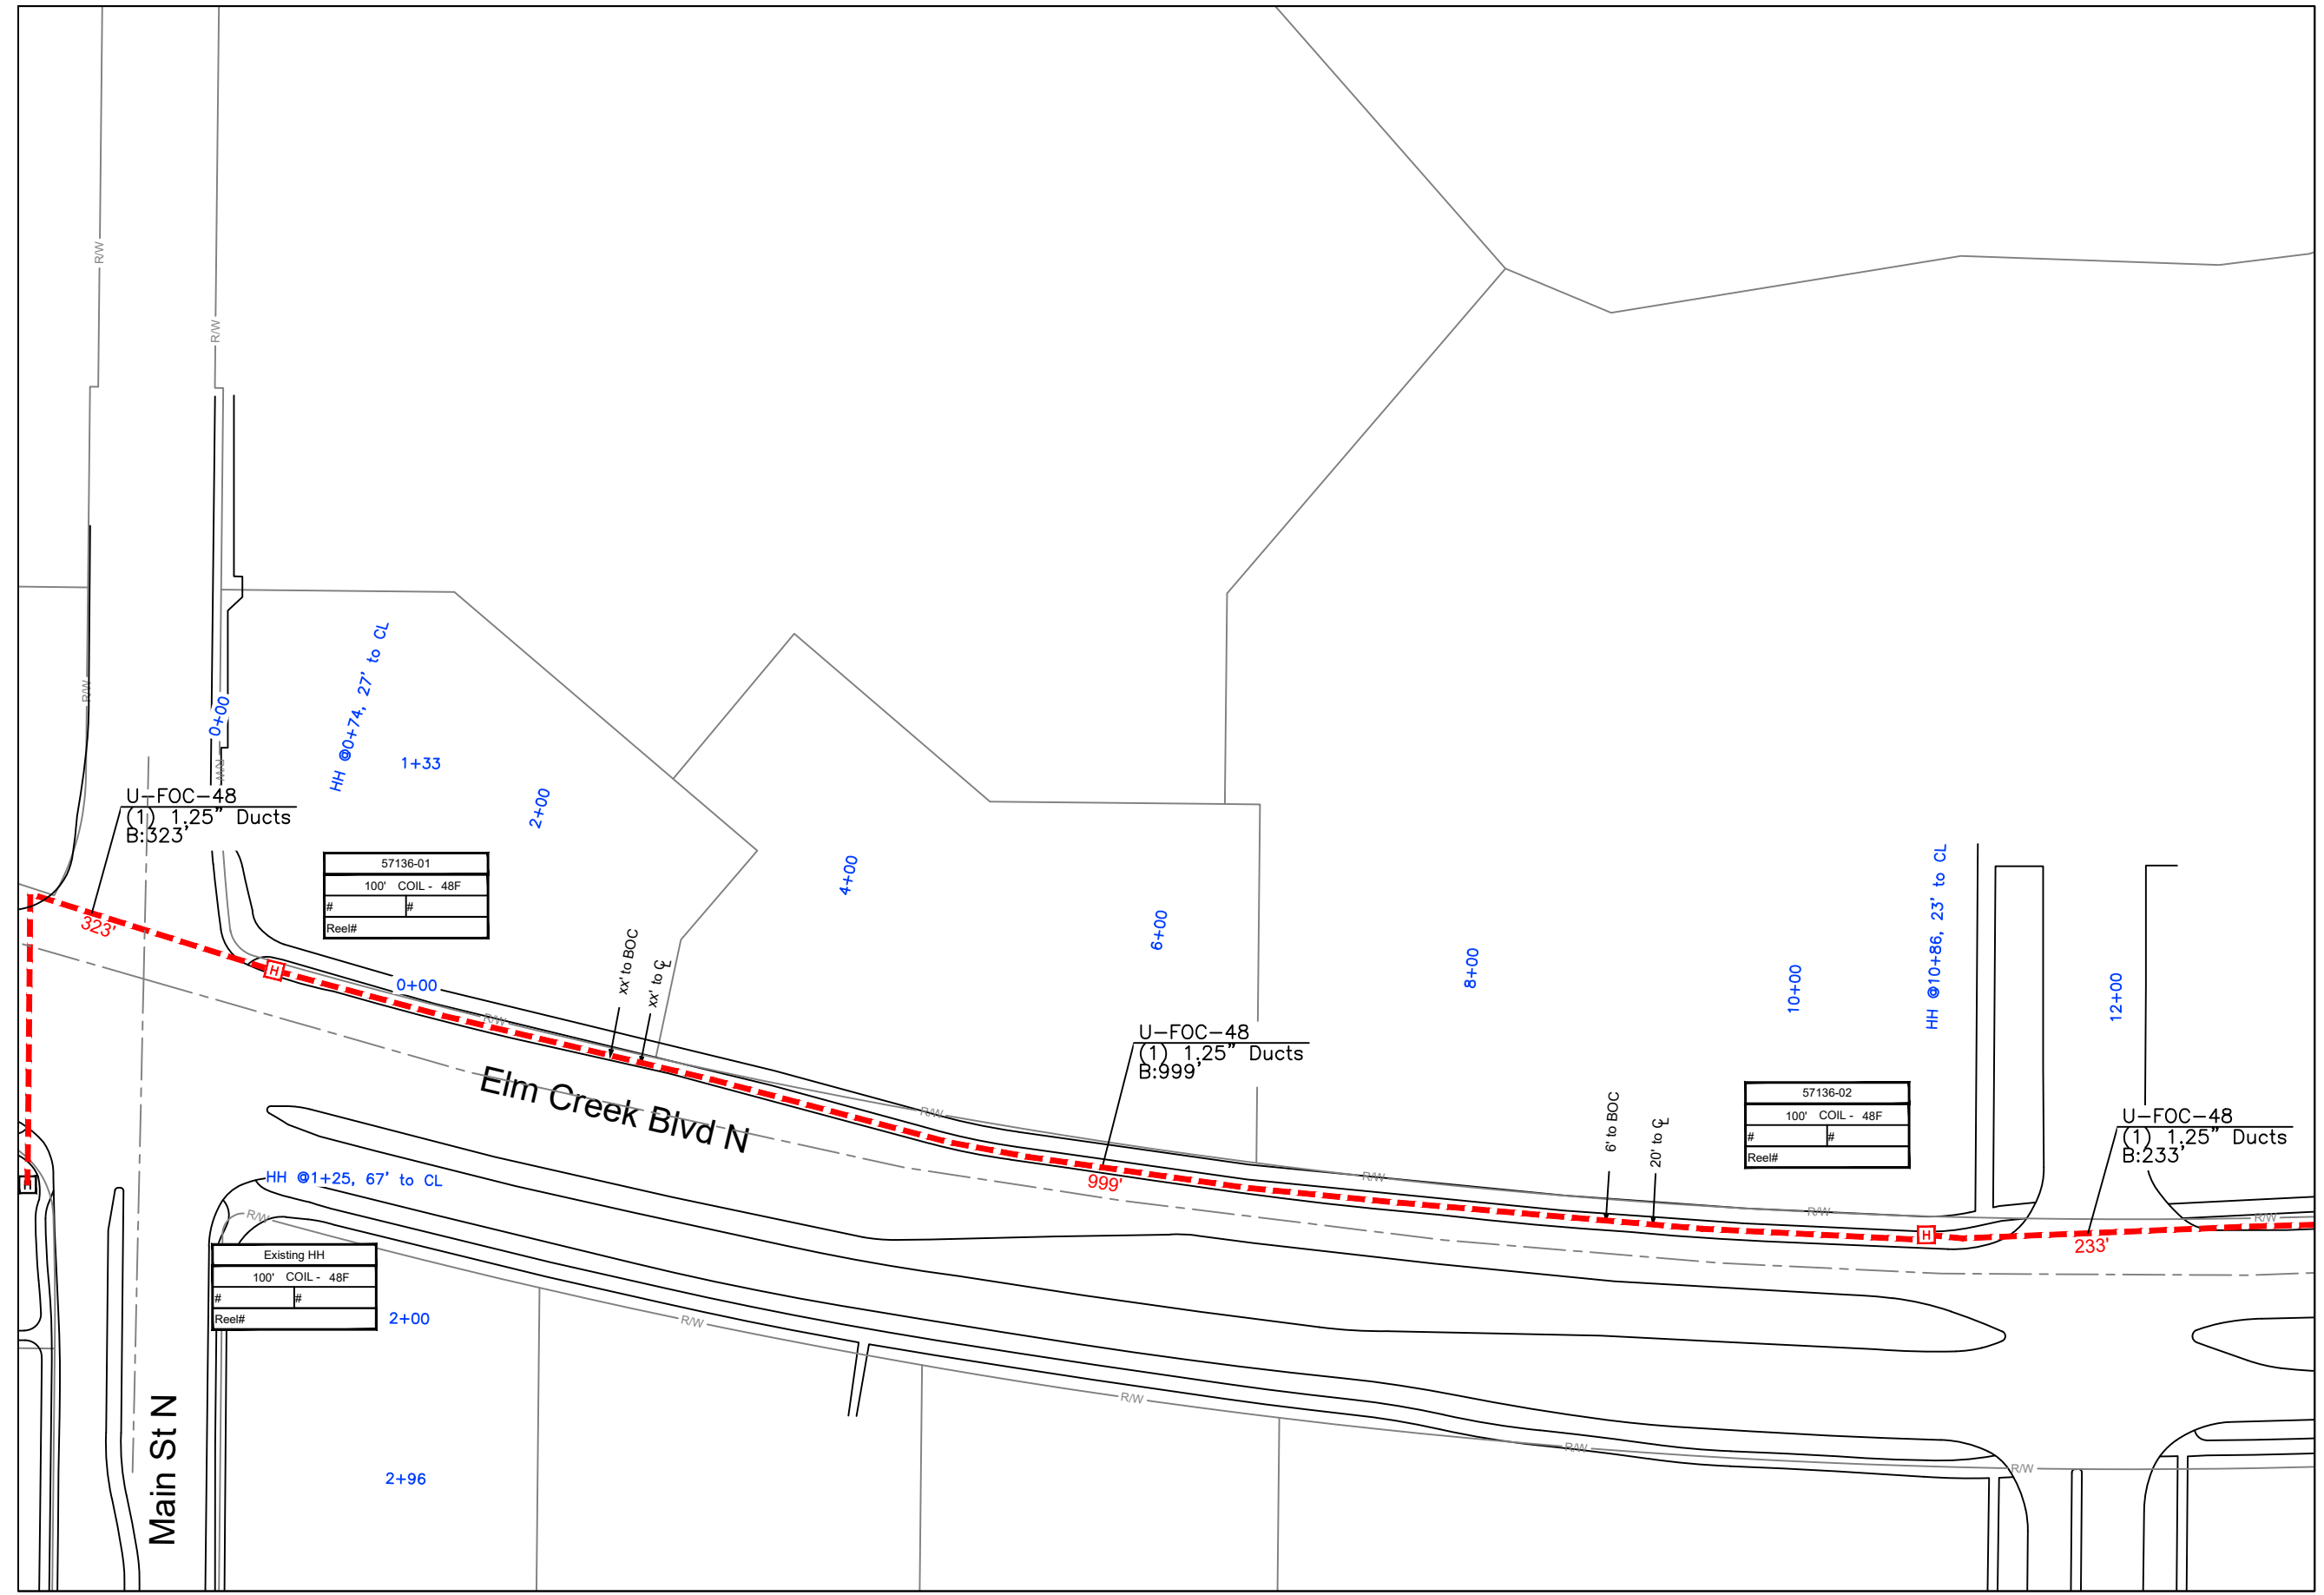 R/W
R/W
HH @0+74, 27' to CL
R/W
0+00
1+33
R/W
2+00
U-FOC-48
(1) 1.25" Ducts
B:323'
57136-01
100' COIL - 48F
# #
Reel#
4+00
6+00
8+00
10+00
HH @10+86, 23' to CL
12+00
323'
H
0+00
R/W
xx' to BOC
xx' to ℄
U-FOC-48
(1) 1.25" Ducts
B:999'
Elm Creek Blvd N
R/W
999'
R/W
6' to BOC
20' to ℄
57136-02
100' COIL - 48F
# #
Reel#
U-FOC-48
(1) 1.25" Ducts
B:233'
H
HH @1+25, 67' to CL
R/W
R/W
H
R/W
233'
Existing HH
100' COIL - 48F
# #
Reel#
2+00
R/W
R/W
R/W
R/W
Main St N
2+96